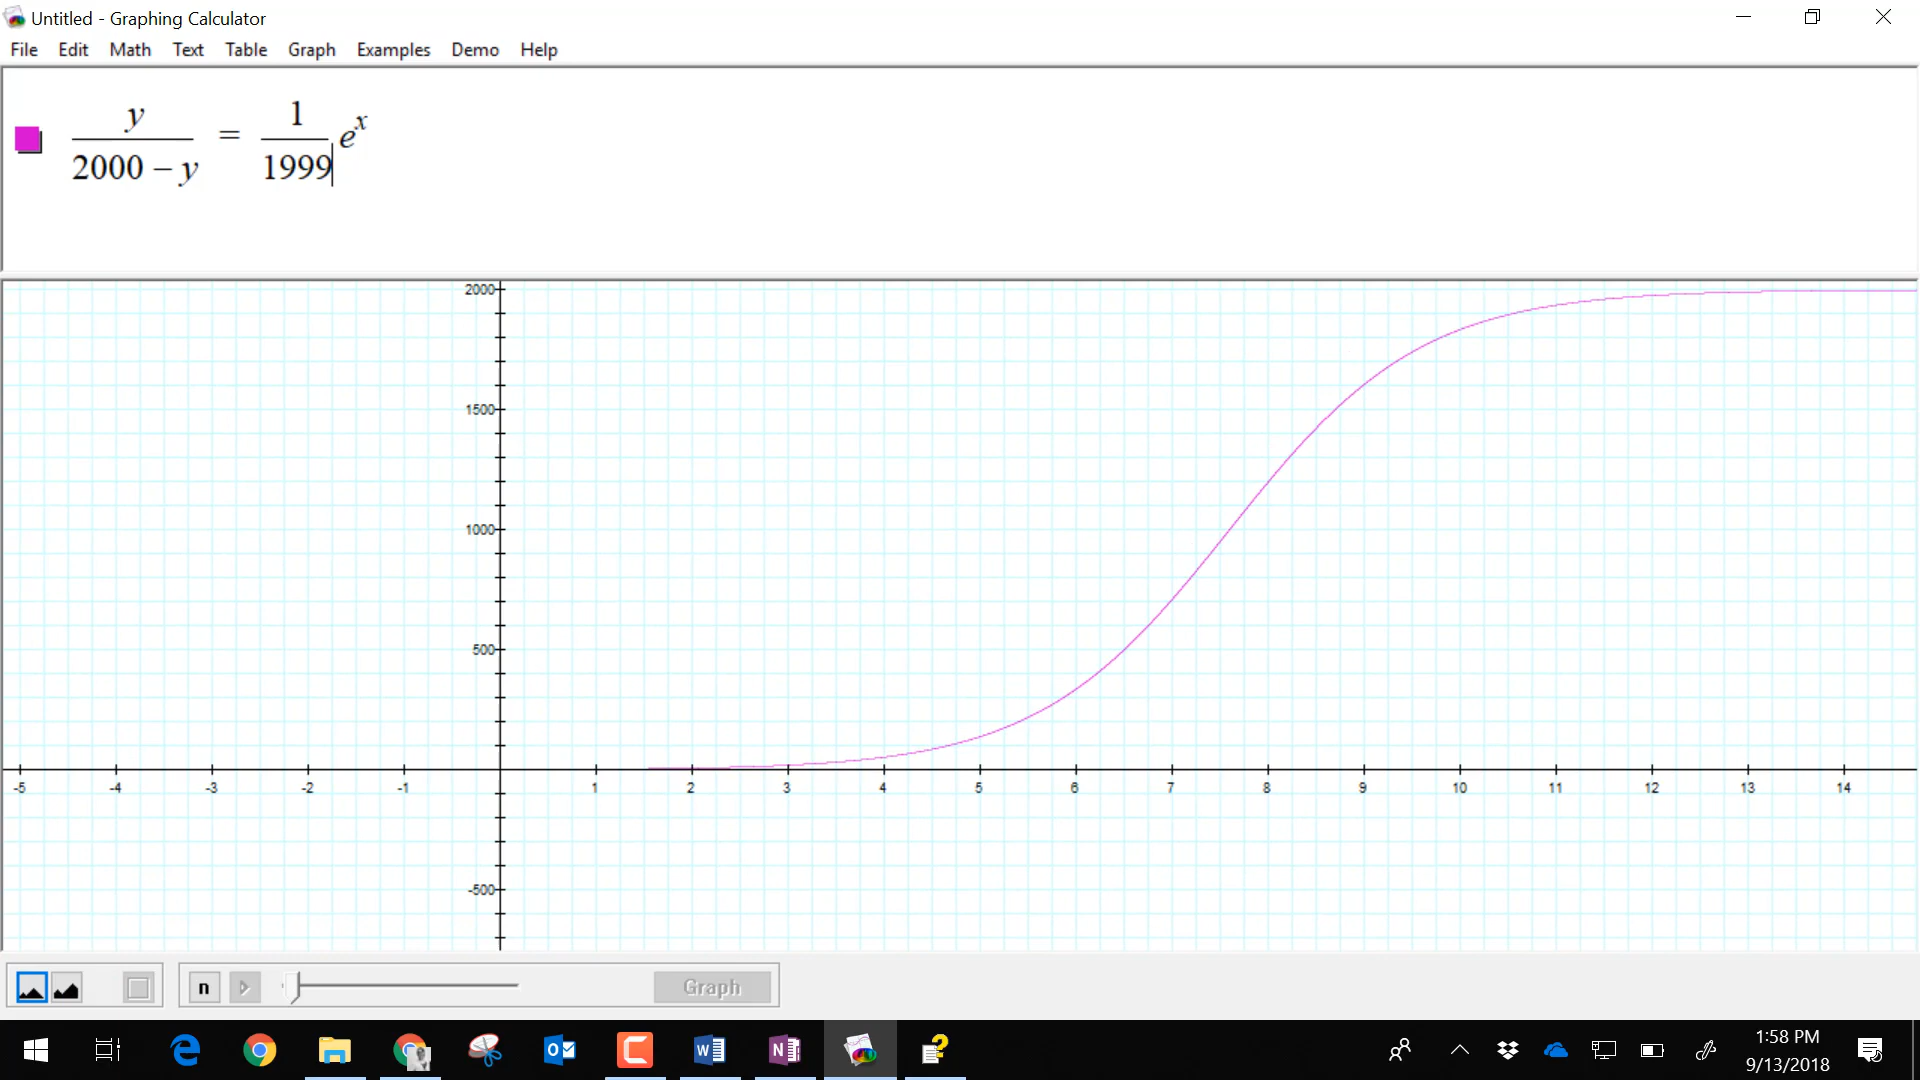 Untitled - Graphing Calculator
File Edit Math Text Table Graph Examples Demo Help
y
2000 − y
=
1
1999
eˣ
2000
1500
1000
500
-5 -4 -3 -2 -1 1 2 3 4 5 6 7 8 9 10 11 12 13 14
-500
n Graph
1:58 PM
9/13/2018